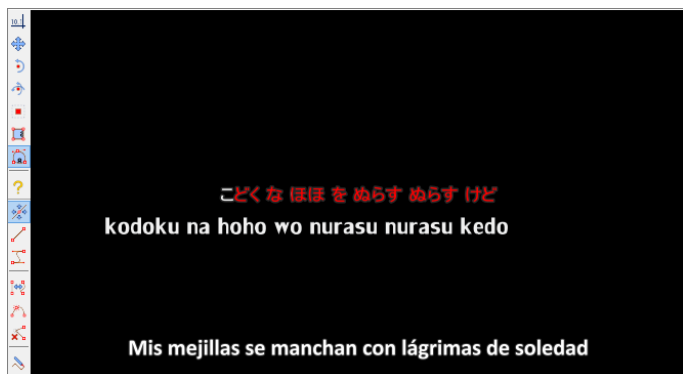 こどく な ほほ を ぬらす ぬらす けど
kodoku na hoho wo nurasu nurasu kedo
Mis mejillas se manchan con lágrimas de soledad